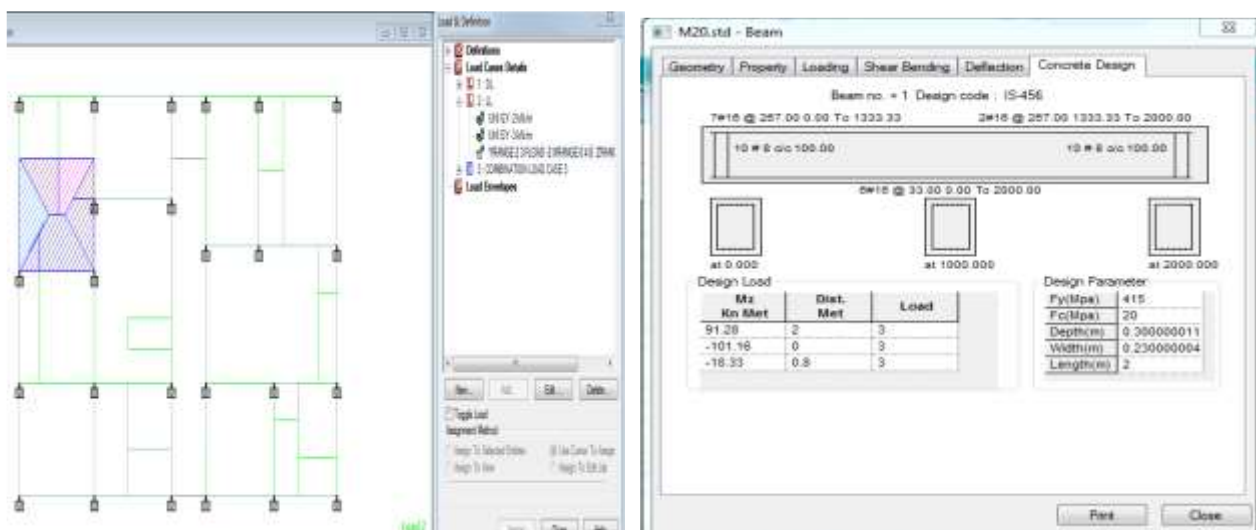 Load & Definition
Definitions
Load Cases Details
1 : DL
2 : LL
3 : COMBINATION LOAD CASE 3
Load Envelopes
New...
Edit...
Delete...
Toggle Load
Assignment Method
Assign To Selected Entities
Use Cursor To Assign
Assign To View
Assign To Edit List
Load 2
M20.std - Beam
Geometry
Property
Loading
Shear Bending
Deflection
Concrete Design
Beam no. = 1 Design code : IS-456
7#16 @ 267.00 0.00 To 1333.33
2#16 @ 267.00 1333.33 To 2000.00
10 # 8 c/c 100.00
10 # 8 c/c 100.00
6#16 @ 33.00 0.00 To 2000.00
at 0.000
at 1000.000
at 2000.000
Design Load
Mz Dist. Load
Kn Met Met
91.28 2 3
-101.16 0 3
-16.33 0.8 3
Design Parameter
Fy(Mpa) 415
Fc(Mpa) 20
Depth(m) 0.300000011
Width(m) 0.230000004
Length(m) 2
Print
Close